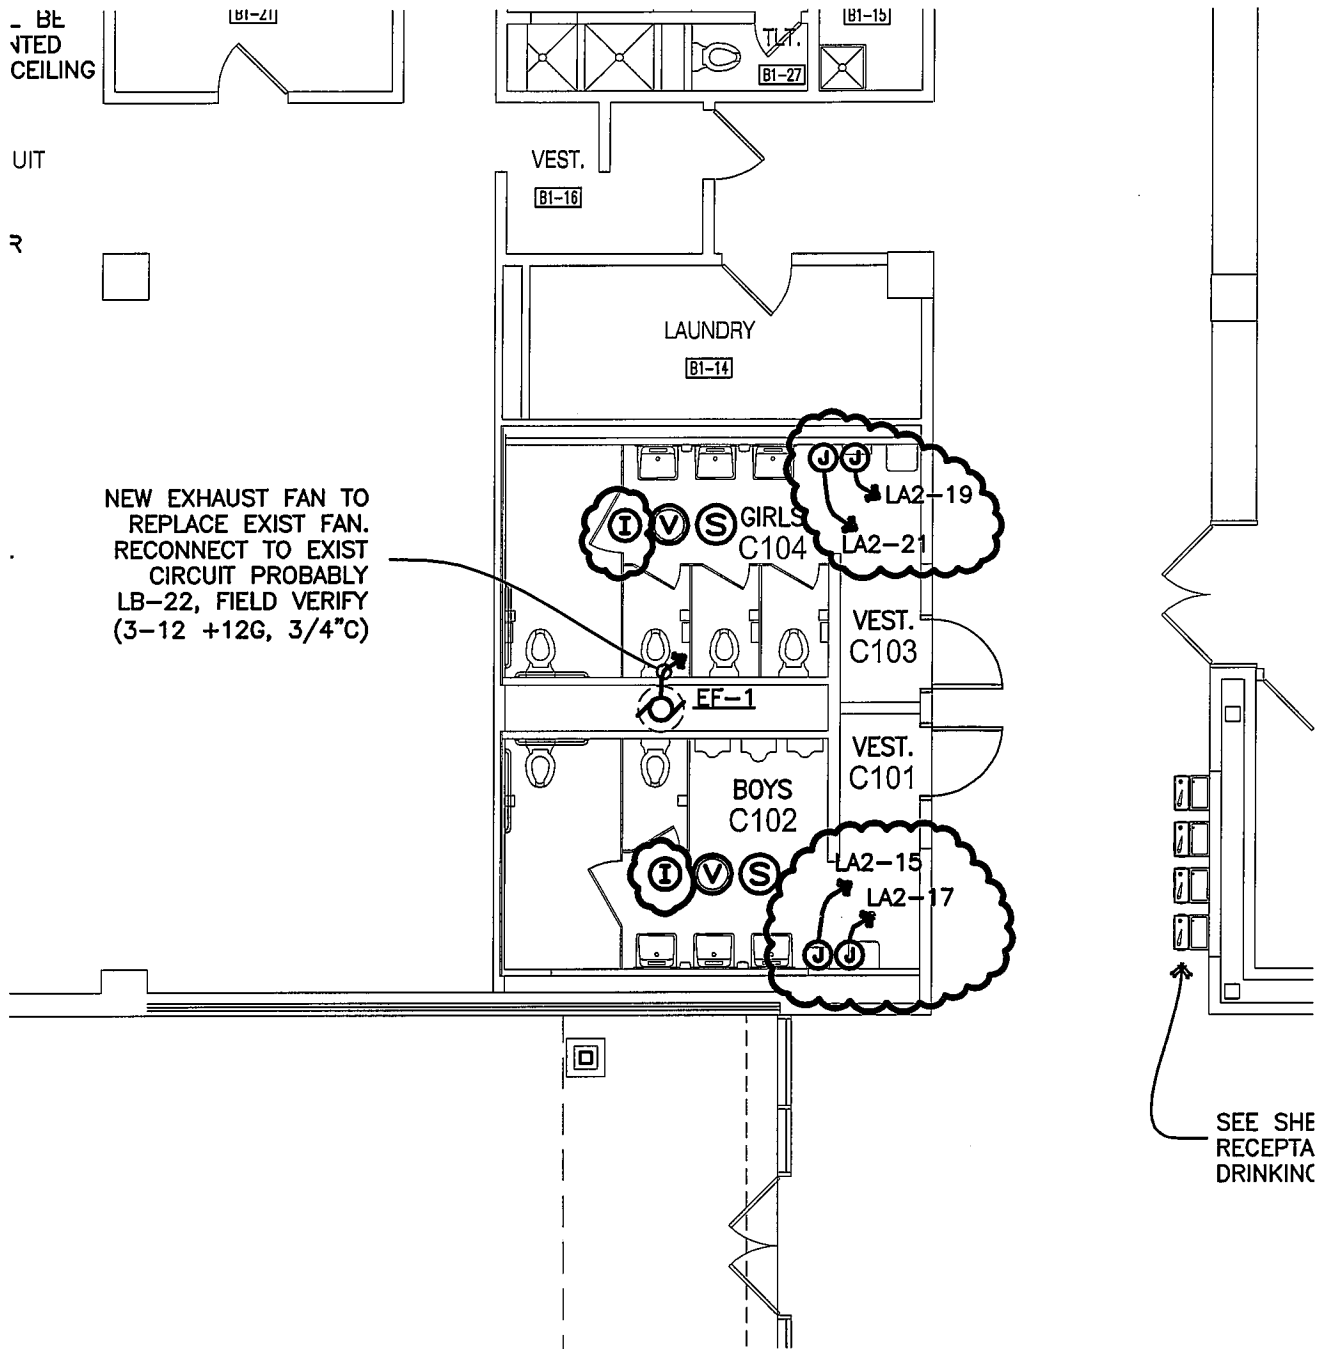 BE
CEILING
B1-21
B1-15
TLT.
B1-27
UIT
VEST.
B1-16
R
LAUNDRY
B1-14
NEW EXHAUST FAN TO
REPLACE EXIST FAN.
RECONNECT TO EXIST
CIRCUIT PROBABLY
LB-22, FIELD VERIFY
(3-12 +12G, 3/4"C)
J J
LA2-19
LA2-21
I V S
GIRLS
C104
VEST.
C103
EF-1
VEST.
C101
BOYS
C102
I V S
LA2-15
LA2-17
J J
SEE SHE
RECEPTA
DRINKING